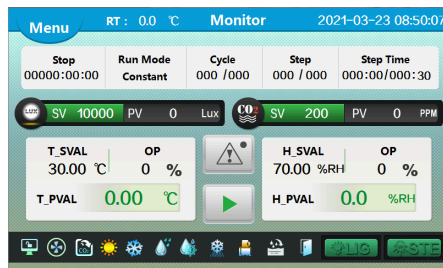 Menu RT : 0.0 ℃ Monitor 2021-03-23 08:50:07
Stop Run Mode Cycle Step Step Time
00000:00:00 Constant 000 /000 000 / 000 000:00/000:30
LUX SV 10000 PV 0 Lux CO2 SV 200 PV 0 PPM
T_SVAL OP H_SVAL OP
30.00 ℃ 0 % 70.00 %RH 0 %
T_PVAL 0.00 ℃ H_PVAL 0.0 %RH
LIG STE